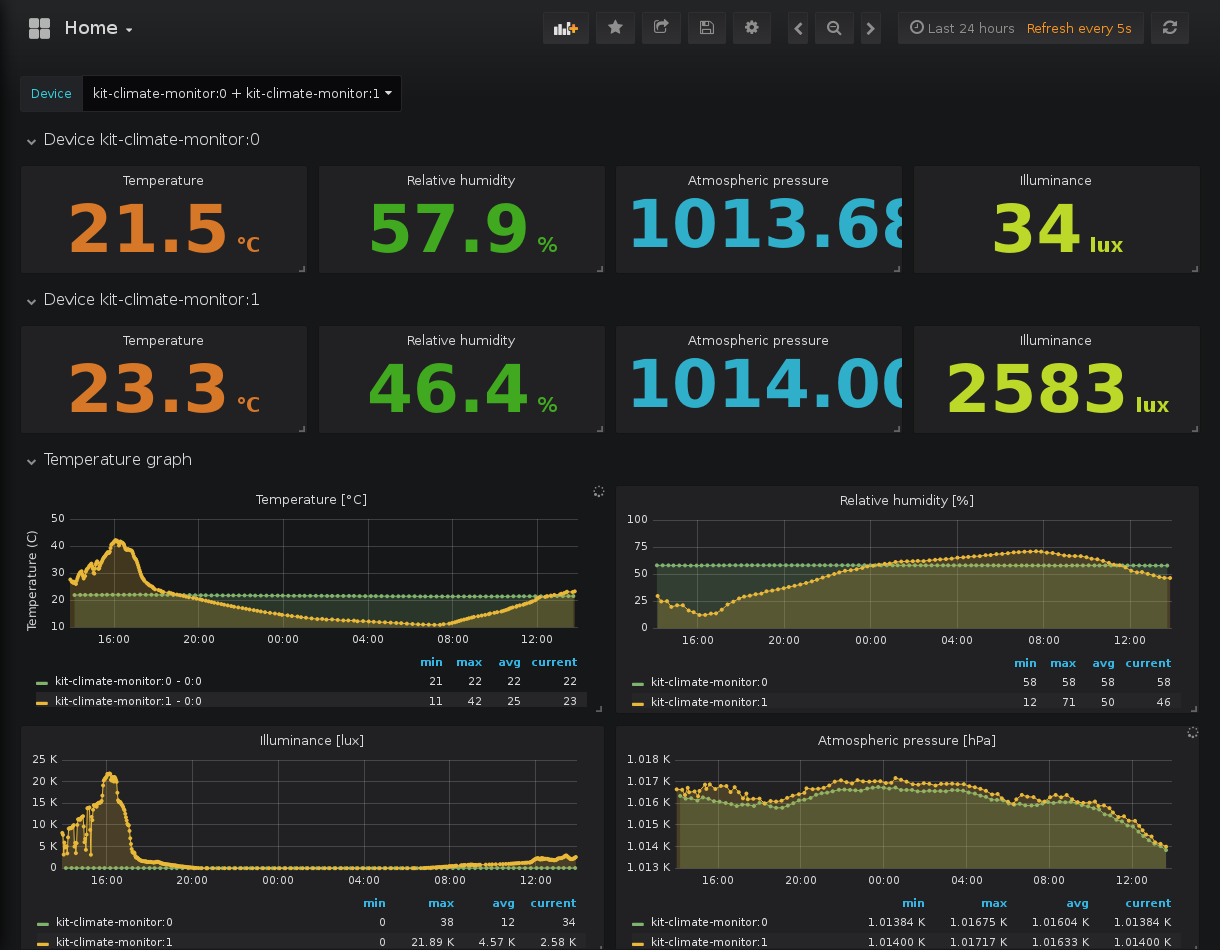 Home
Last 24 hours Refresh every 5s
Device kit-climate-monitor:0 + kit-climate-monitor:1
Device kit-climate-monitor:0
Temperature Relative humidity Atmospheric pressure Illuminance
21.5 °C 57.9 % 1013.68 34 lux
Device kit-climate-monitor:1
Temperature Relative humidity Atmospheric pressure Illuminance
23.3 °C 46.4 % 1014.00 2583 lux
Temperature graph
Temperature [°C]
Temperature (C)
50
40
30
20
10
16:00 20:00 00:00 04:00 08:00 12:00
min max avg current
kit-climate-monitor:0 - 0:0 21 22 22 22
kit-climate-monitor:1 - 0:0 11 42 25 23
Relative humidity [%]
100
75
50
25
0
16:00 20:00 00:00 04:00 08:00 12:00
min max avg current
kit-climate-monitor:0 58 58 58 58
kit-climate-monitor:1 12 71 50 46
Illuminance [lux]
25 K
20 K
15 K
10 K
5 K
0
16:00 20:00 00:00 04:00 08:00 12:00
min max avg current
kit-climate-monitor:0 0 38 12 34
kit-climate-monitor:1 0 21.89 K 4.57 K 2.58 K
Atmospheric pressure [hPa]
1.018 K
1.017 K
1.016 K
1.015 K
1.014 K
1.013 K
16:00 20:00 00:00 04:00 08:00 12:00
min max avg current
kit-climate-monitor:0 1.01384 K 1.01675 K 1.01604 K 1.01384 K
kit-climate-monitor:1 1.01400 K 1.01717 K 1.01633 K 1.01400 K